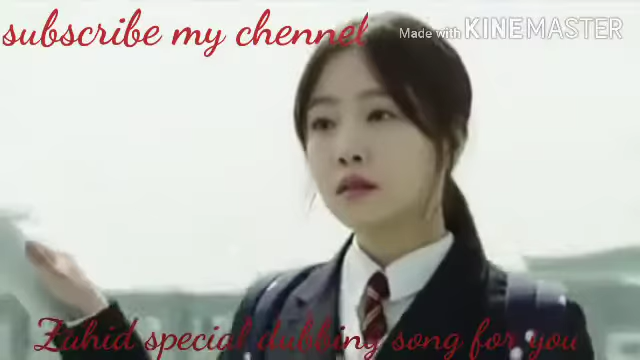 subscribe my chennel
Made with KINEMASTER
Zahid special dubbing song for you